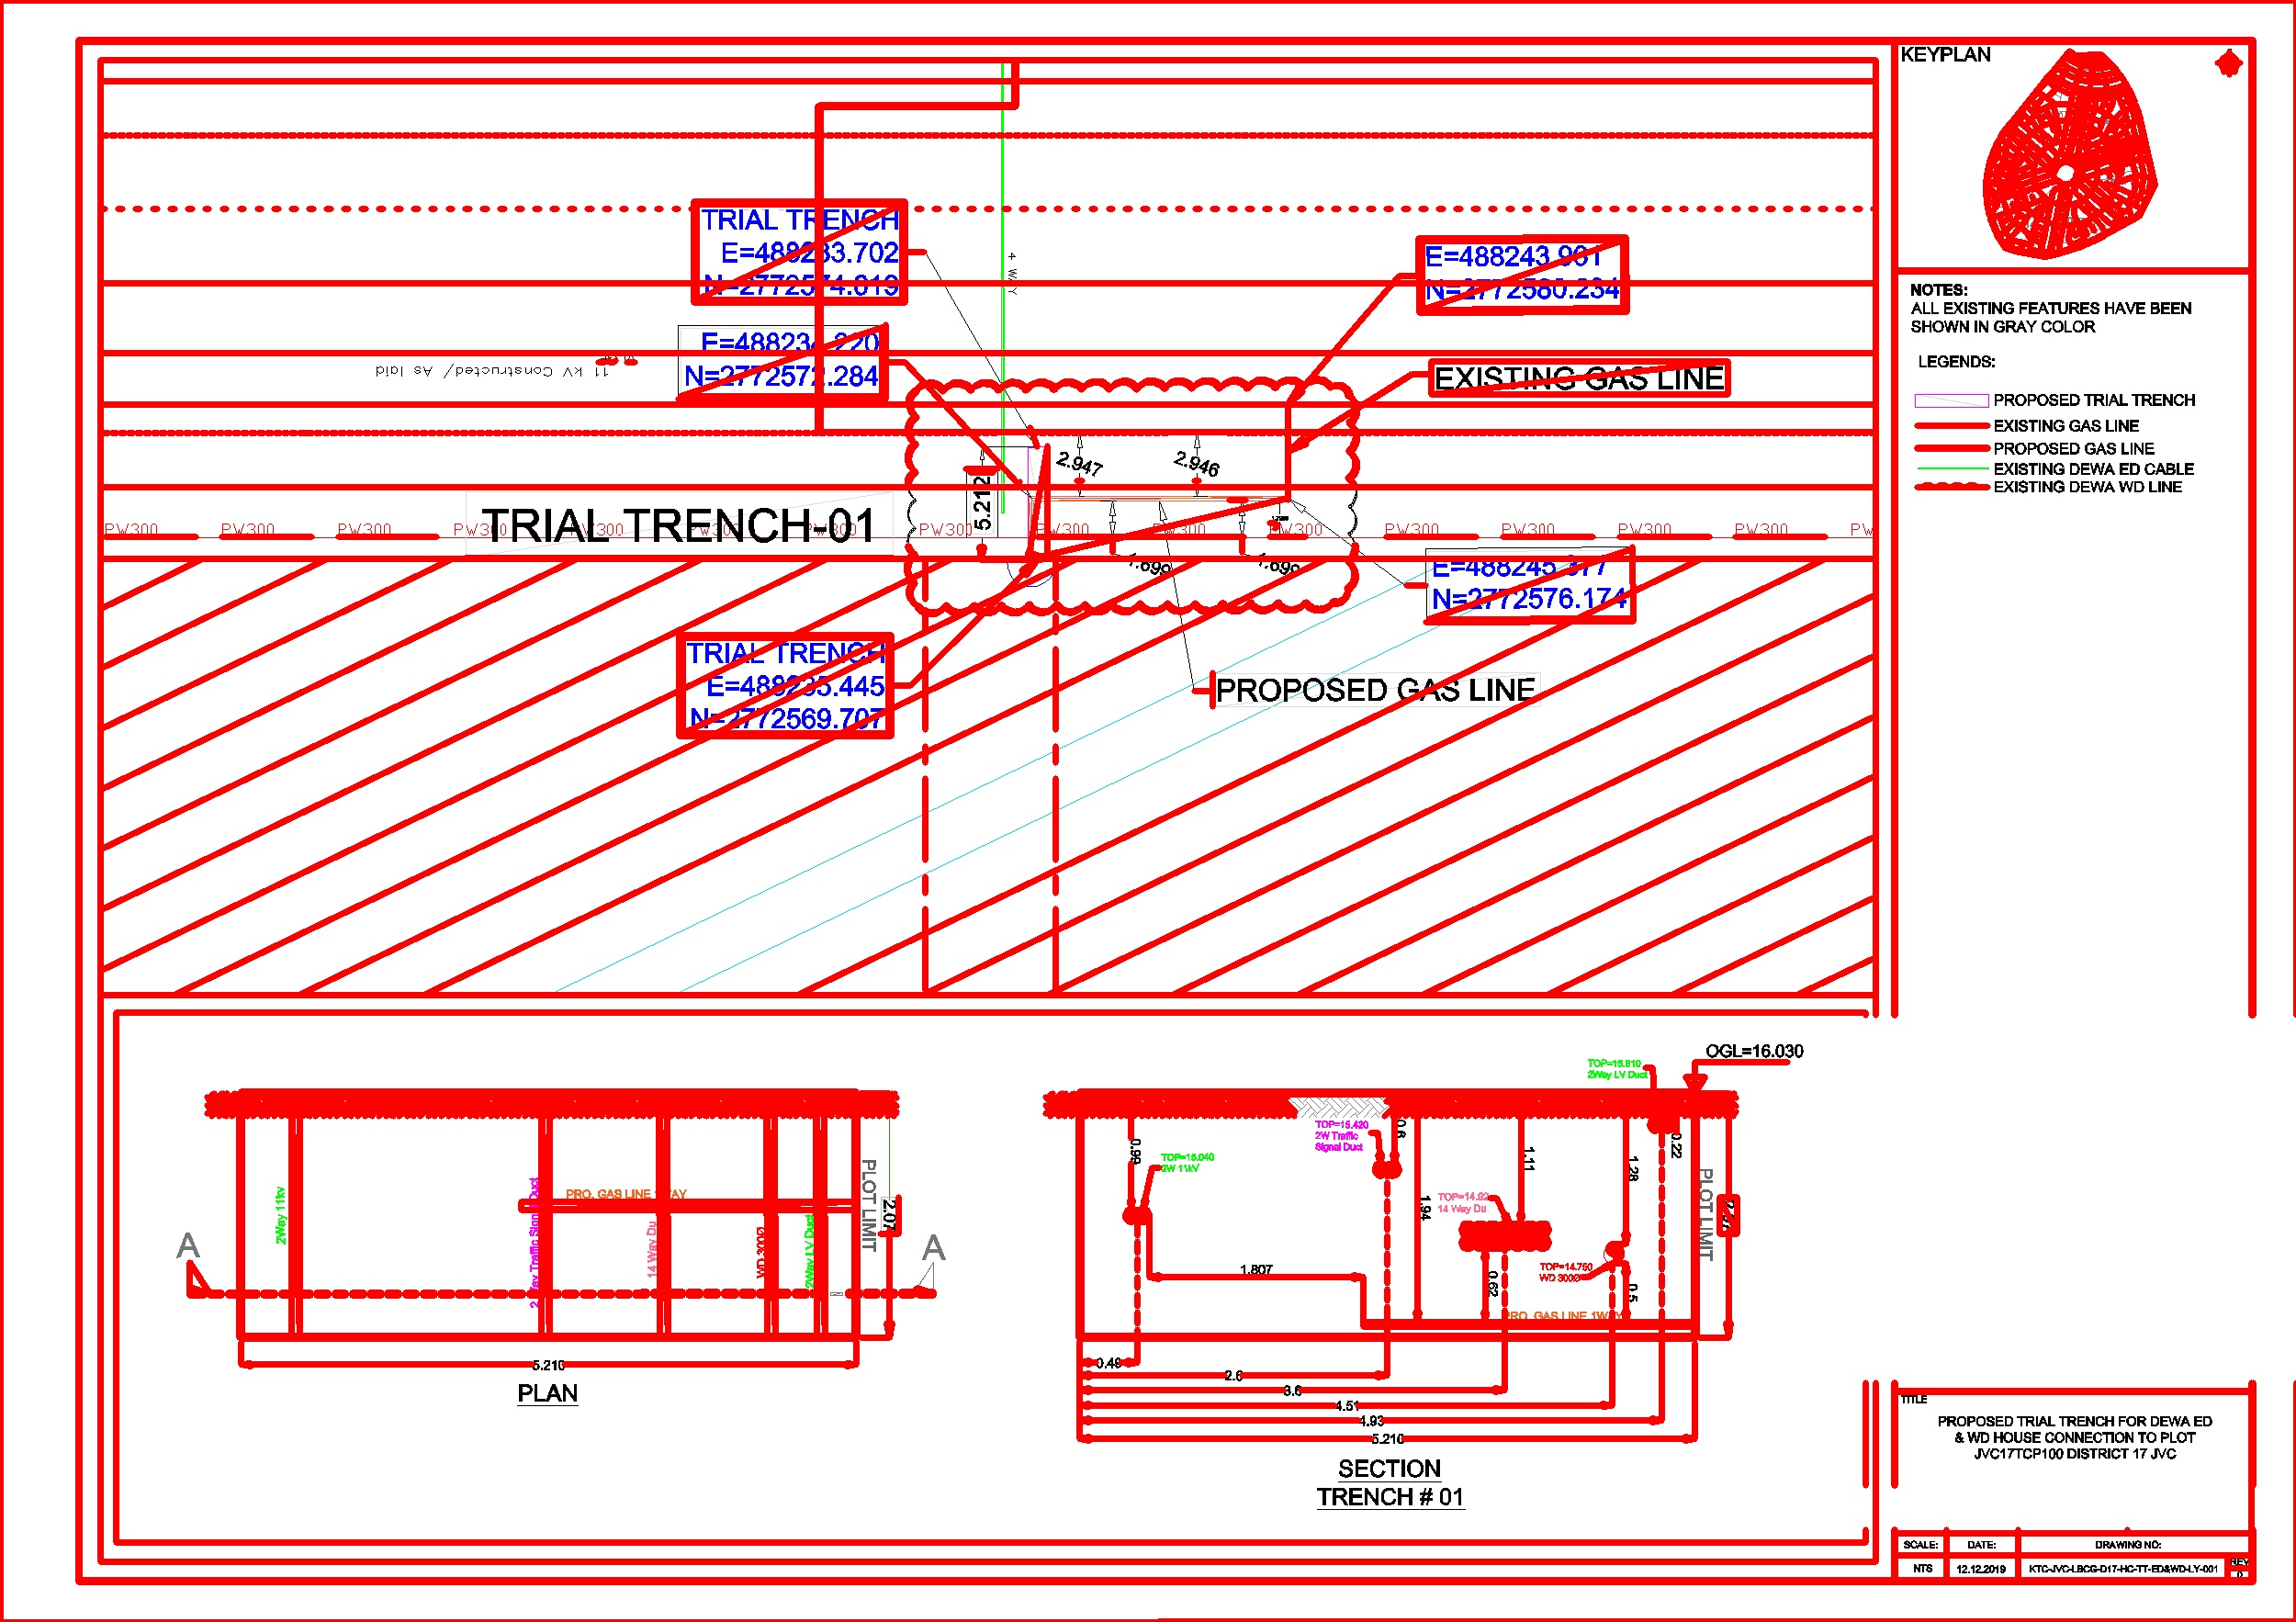 KEYPLAN
NOTES:
ALL EXISTING FEATURES HAVE BEEN
SHOWN IN GRAY COLOR
LEGENDS:
PROPOSED TRIAL TRENCH
EXISTING GAS LINE
PROPOSED GAS LINE
EXISTING DEWA ED CABLE
EXISTING DEWA WD LINE
TRIAL TRENCH
E=488233.702
N=2772574.619
E=488243.961
N=2772580.234
4 WAY
E=488234.220
N=2772572.284
11 kV Constructed/ As laid
EXISTING GAS LINE
2.947
2.946
5.212
TRIAL TRENCH-01
PW300 PW300 PW300 PW300 PW300 PW300 PW300 PW300 PW300 PW300 PW300 PW300 PW300 PW300 PW300 PW
1.699
1.699
E=488245.377
N=2772576.174
TRIAL TRENCH
E=488235.445
N=2772569.707
PROPOSED GAS LINE
2Way 11kv
PRO. GAS LINE 1WAY
2Way Traffic Signal Duct
14 Way Du
WD 300Ø
2Way LV Duct
PLOT LIMIT
2.07
A
A
5.210
PLAN
OGL=16.030
TOP=15.810
2Way LV Duct
TOP=15.420
2W Traffic
Signal Duct
0.6
0.22
0.99
TOP=15.040
2W 11kV
1.11
1.28
1.94
TOP=14.92
14 Way Du
PLOT LIMIT
1.807
0.62
TOP=14.750
WD 300Ø
0.5
PRO. GAS LINE 1WAY
0.49
2.6
3.6
4.51
4.93
5.210
SECTION
TRENCH # 01
TITLE
PROPOSED TRIAL TRENCH FOR DEWA ED
& WD HOUSE CONNECTION TO PLOT
JVC17TCP100 DISTRICT 17 JVC
SCALE: DATE: DRAWING NO:
NTS 12.12.2019 KTC-JVC-LBCG-D17-HC-TT-ED&WD-LY-001
REV
0